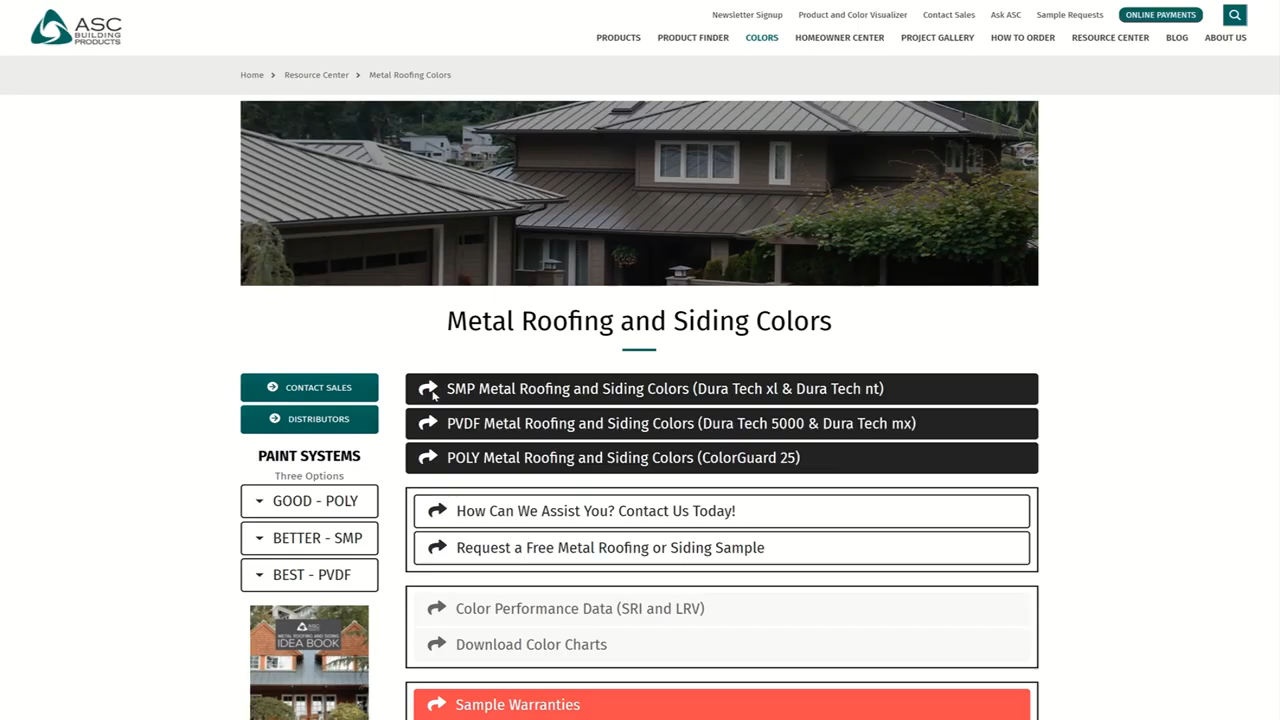 ASC
BUILDING
PRODUCTS
Newsletter Signup
Product and Color Visualizer
Contact Sales
Ask ASC
Sample Requests
ONLINE PAYMENTS
PRODUCTS
PRODUCT FINDER
COLORS
HOMEOWNER CENTER
PROJECT GALLERY
HOW TO ORDER
RESOURCE CENTER
BLOG
ABOUT US
Home
Resource Center
Metal Roofing Colors
Metal Roofing and Siding Colors
CONTACT SALES
DISTRIBUTORS
PAINT SYSTEMS
Three Options
GOOD - POLY
BETTER - SMP
BEST - PVDF
ASC
METAL ROOFING AND SIDING
IDEA BOOK
SMP Metal Roofing and Siding Colors (Dura Tech xl & Dura Tech nt)
PVDF Metal Roofing and Siding Colors (Dura Tech 5000 & Dura Tech mx)
POLY Metal Roofing and Siding Colors (ColorGuard 25)
How Can We Assist You? Contact Us Today!
Request a Free Metal Roofing or Siding Sample
Color Performance Data (SRI and LRV)
Download Color Charts
Sample Warranties